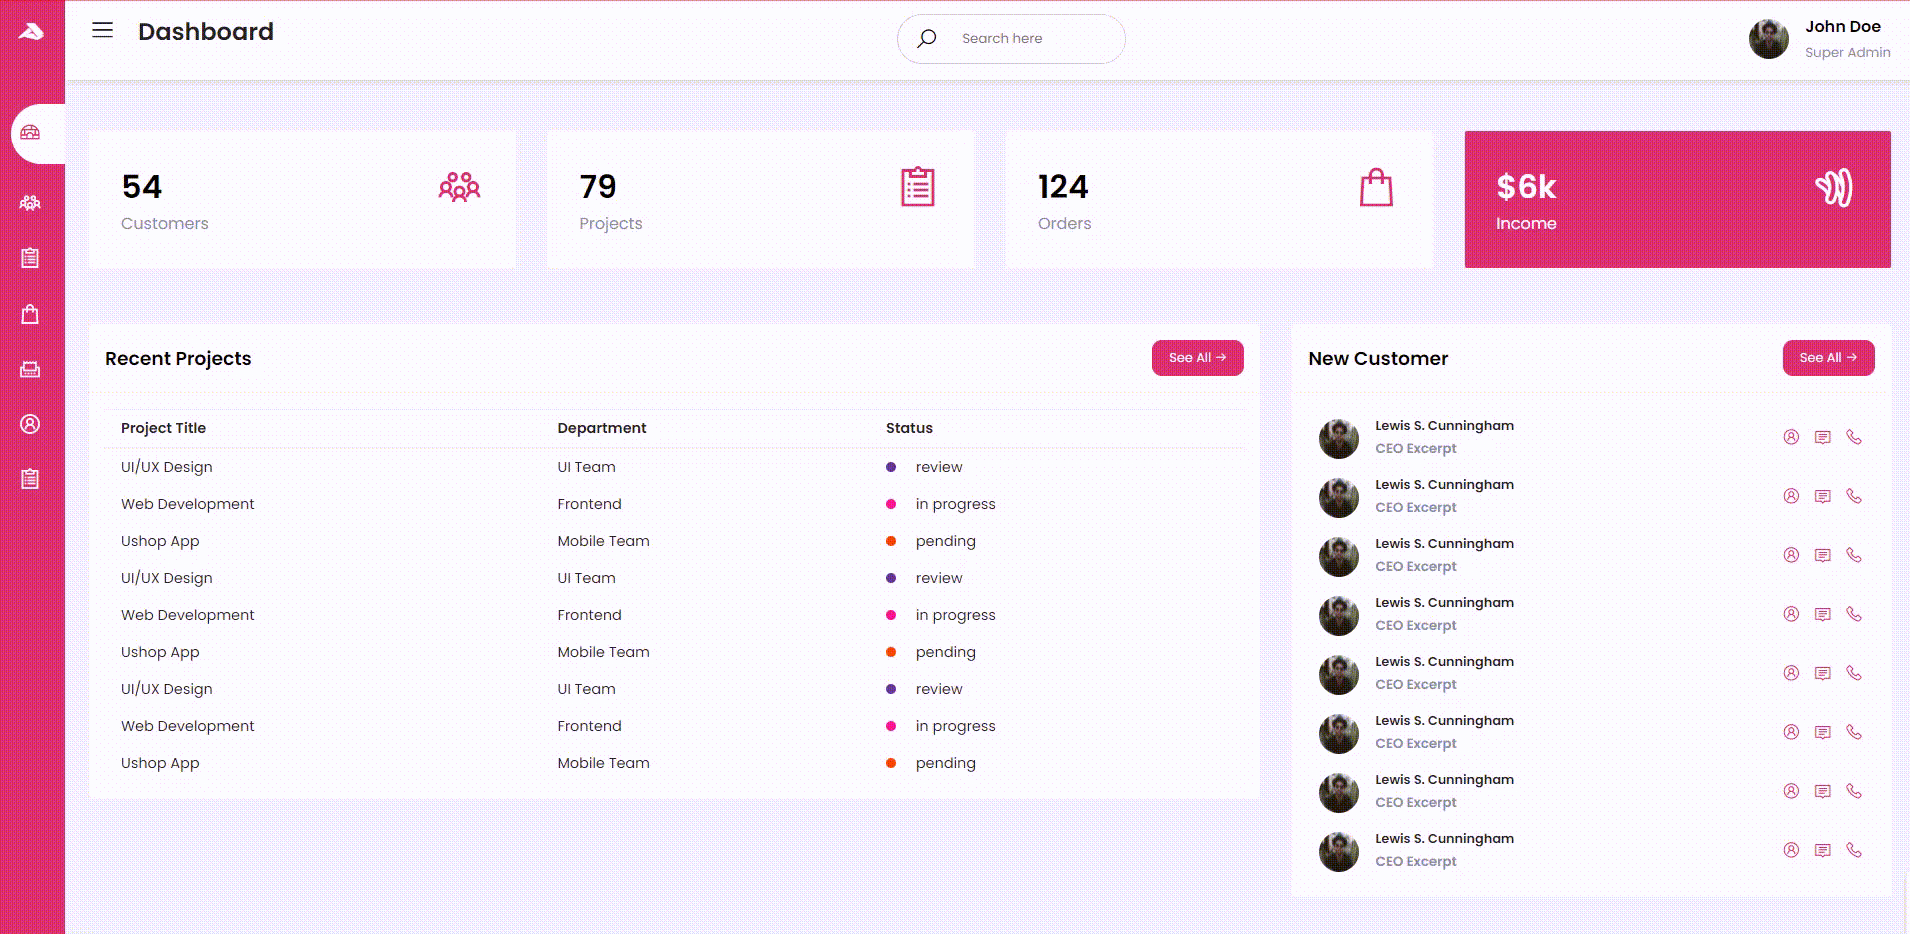 Dashboard
Search here
John Doe
Super Admin
54
Customers
79
Projects
124
Orders
$6k
Income
Recent Projects
See All →
Project Title Department Status
UI/UX Design UI Team review
Web Development Frontend in progress
Ushop App Mobile Team pending
UI/UX Design UI Team review
Web Development Frontend in progress
Ushop App Mobile Team pending
UI/UX Design UI Team review
Web Development Frontend in progress
Ushop App Mobile Team pending
New Customer
See All →
Lewis S. Cunningham
CEO Excerpt
Lewis S. Cunningham
CEO Excerpt
Lewis S. Cunningham
CEO Excerpt
Lewis S. Cunningham
CEO Excerpt
Lewis S. Cunningham
CEO Excerpt
Lewis S. Cunningham
CEO Excerpt
Lewis S. Cunningham
CEO Excerpt
Lewis S. Cunningham
CEO Excerpt